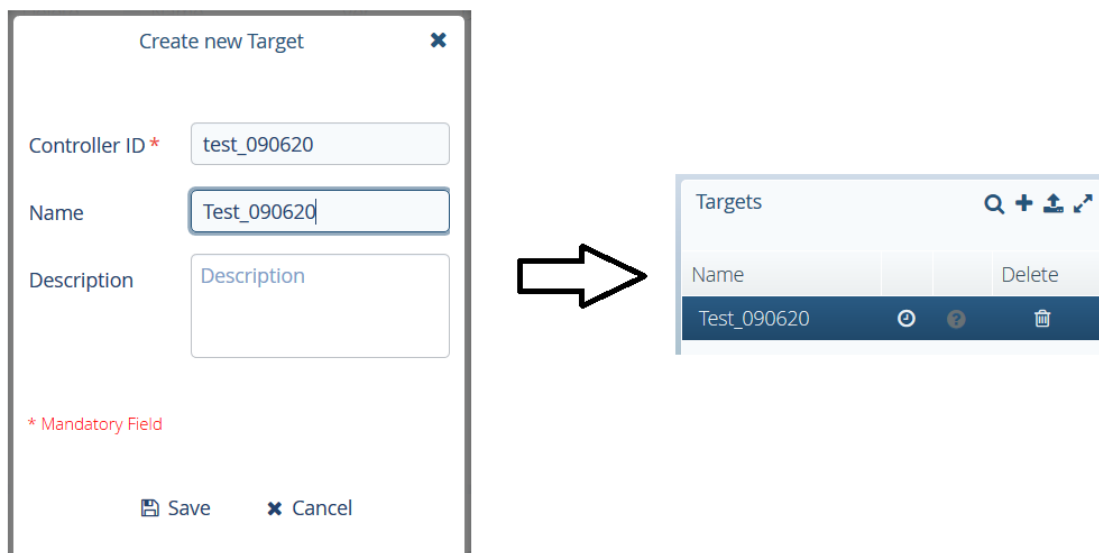 Create new Target
Controller ID * test_090620
Name Test_090620
Description Description
* Mandatory Field
Save Cancel
Targets
Name Delete
Test_090620